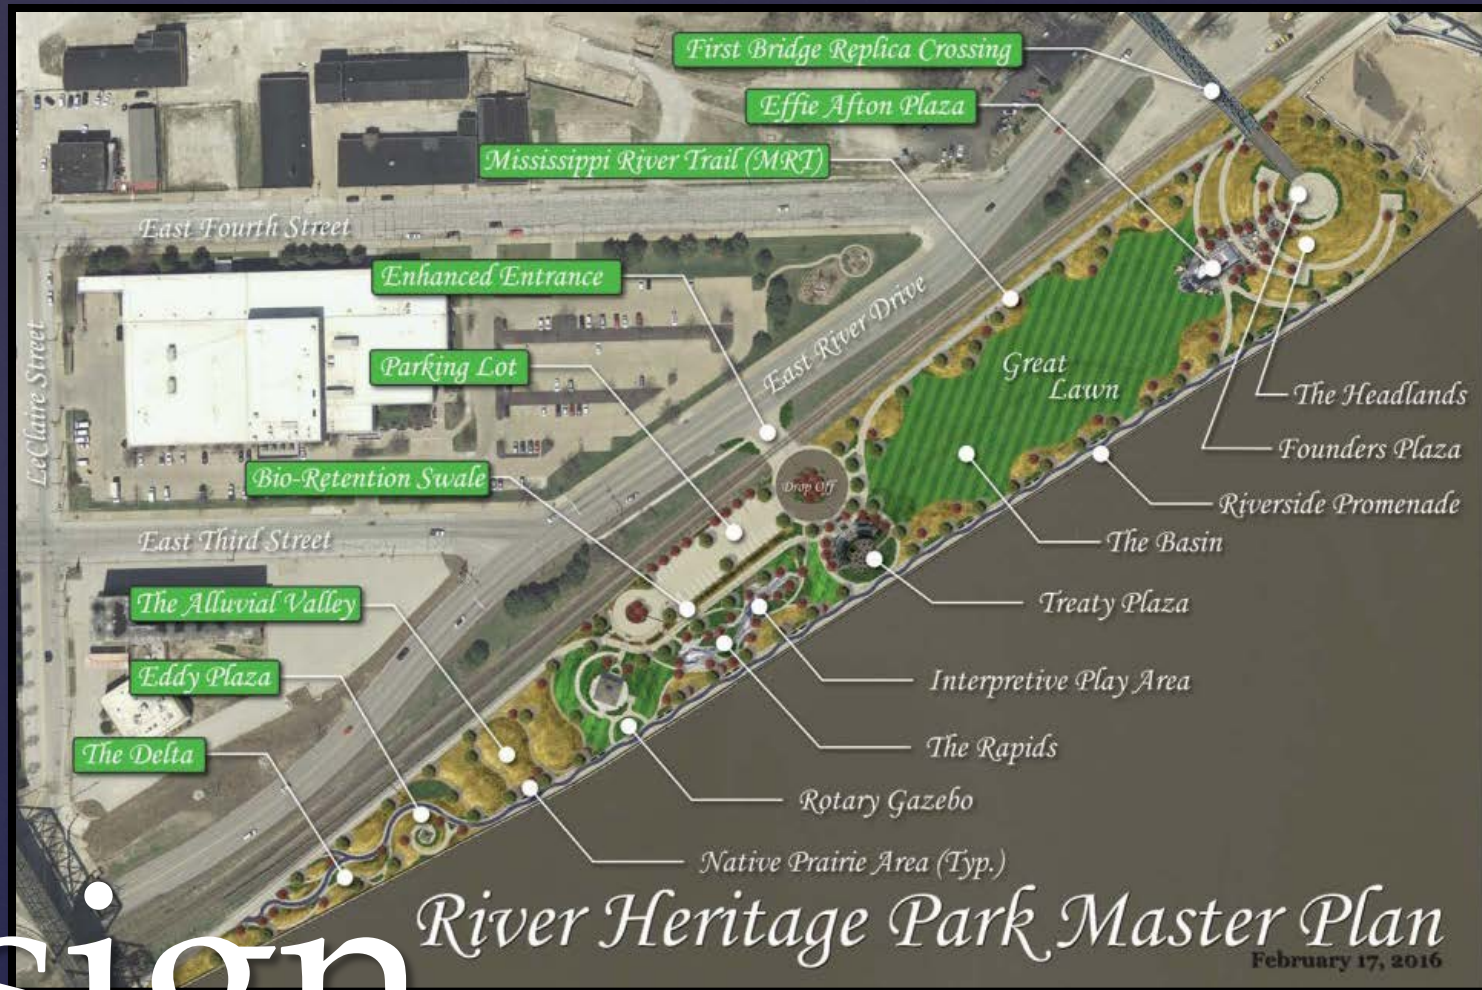 First Bridge Replica Crossing
Effie Afton Plaza
Mississippi River Trail (MRT)
East Fourth Street
Enhanced Entrance
LeClaire Street
East River Drive
Parking Lot
Great
Lawn
The Headlands
Founders Plaza
Bio-Retention Swale
Drop Off
Riverside Promenade
East Third Street
The Basin
The Alluvial Valley
Treaty Plaza
Eddy Plaza
Interpretive Play Area
The Delta
The Rapids
Rotary Gazebo
Native Prairie Area (Typ.)
River Heritage Park Master Plan
February 17, 2016